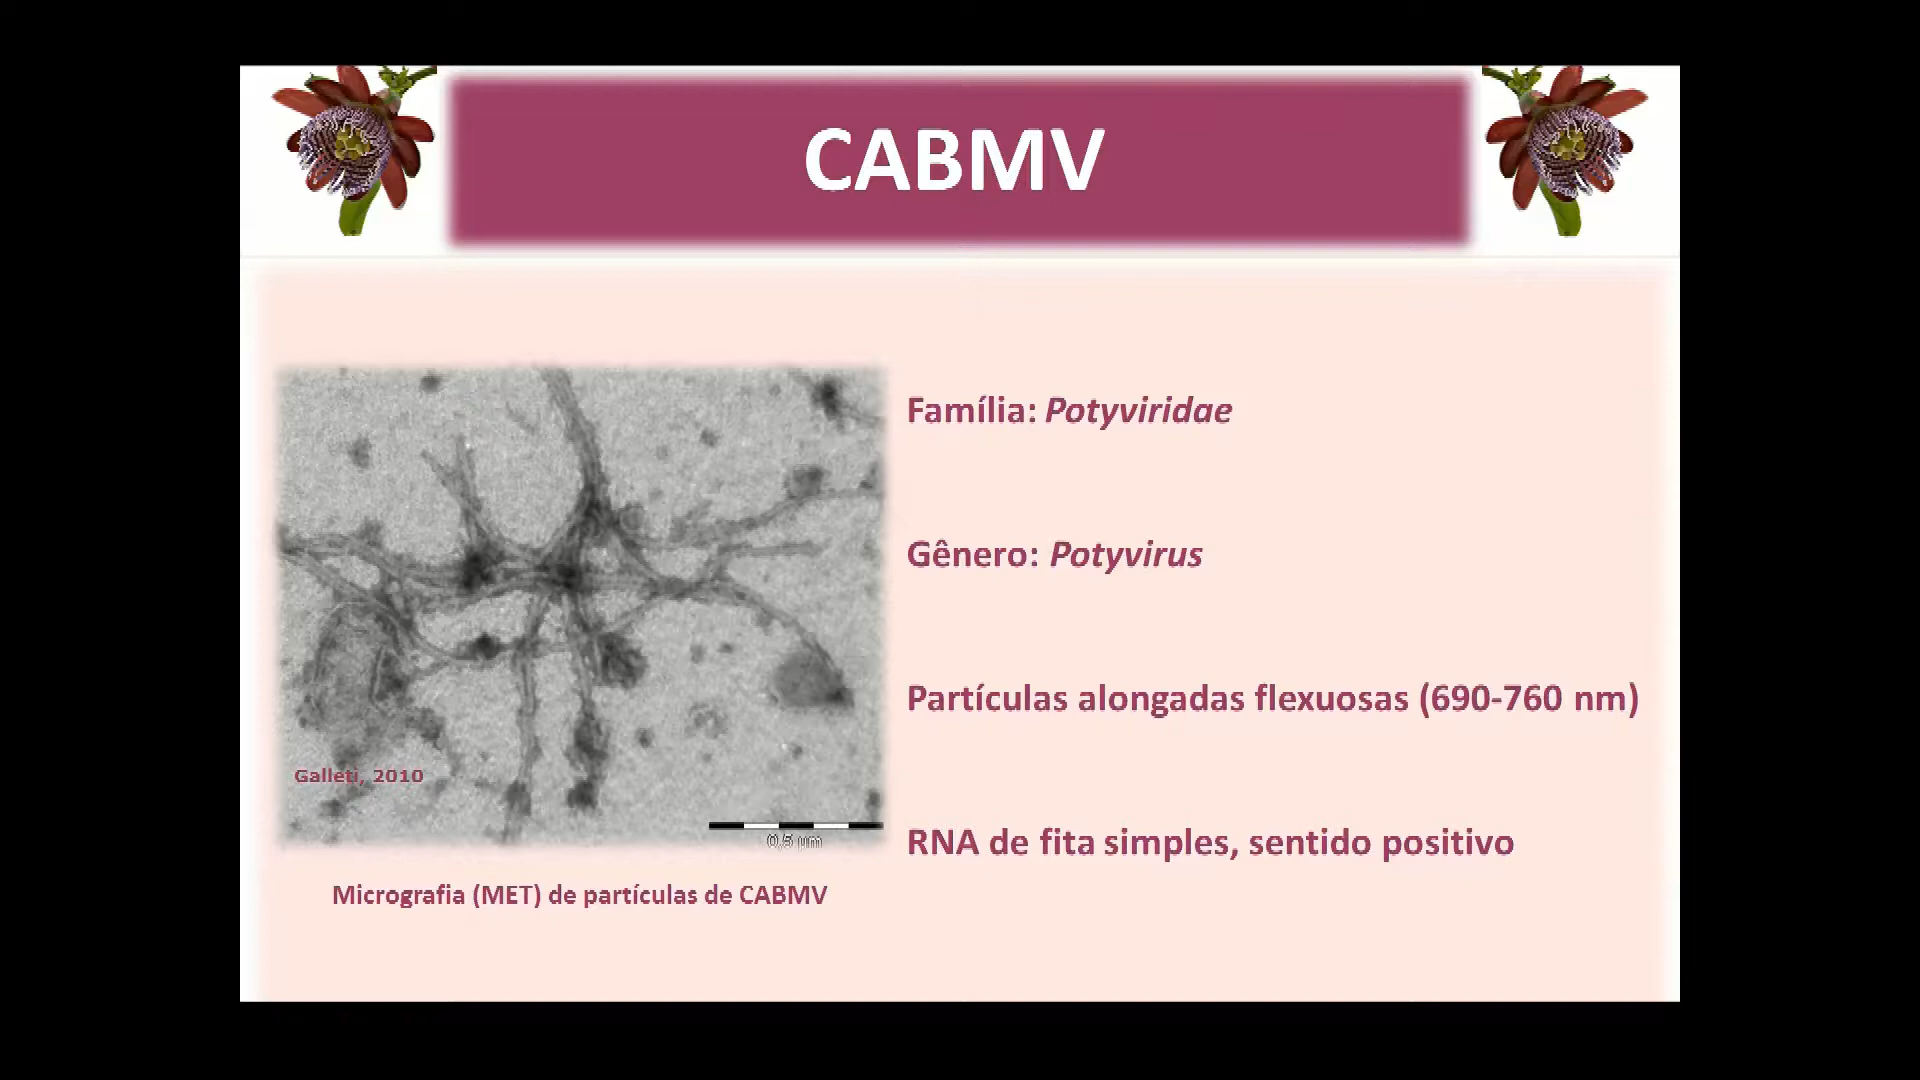 CABMV
Família: Potyviridae
Gênero: Potyvirus
Partículas alongadas flexuosas (690-760 nm)
Galleti, 2010
0,5 µm
RNA de fita simples, sentido positivo
Micrografia (MET) de partículas de CABMV